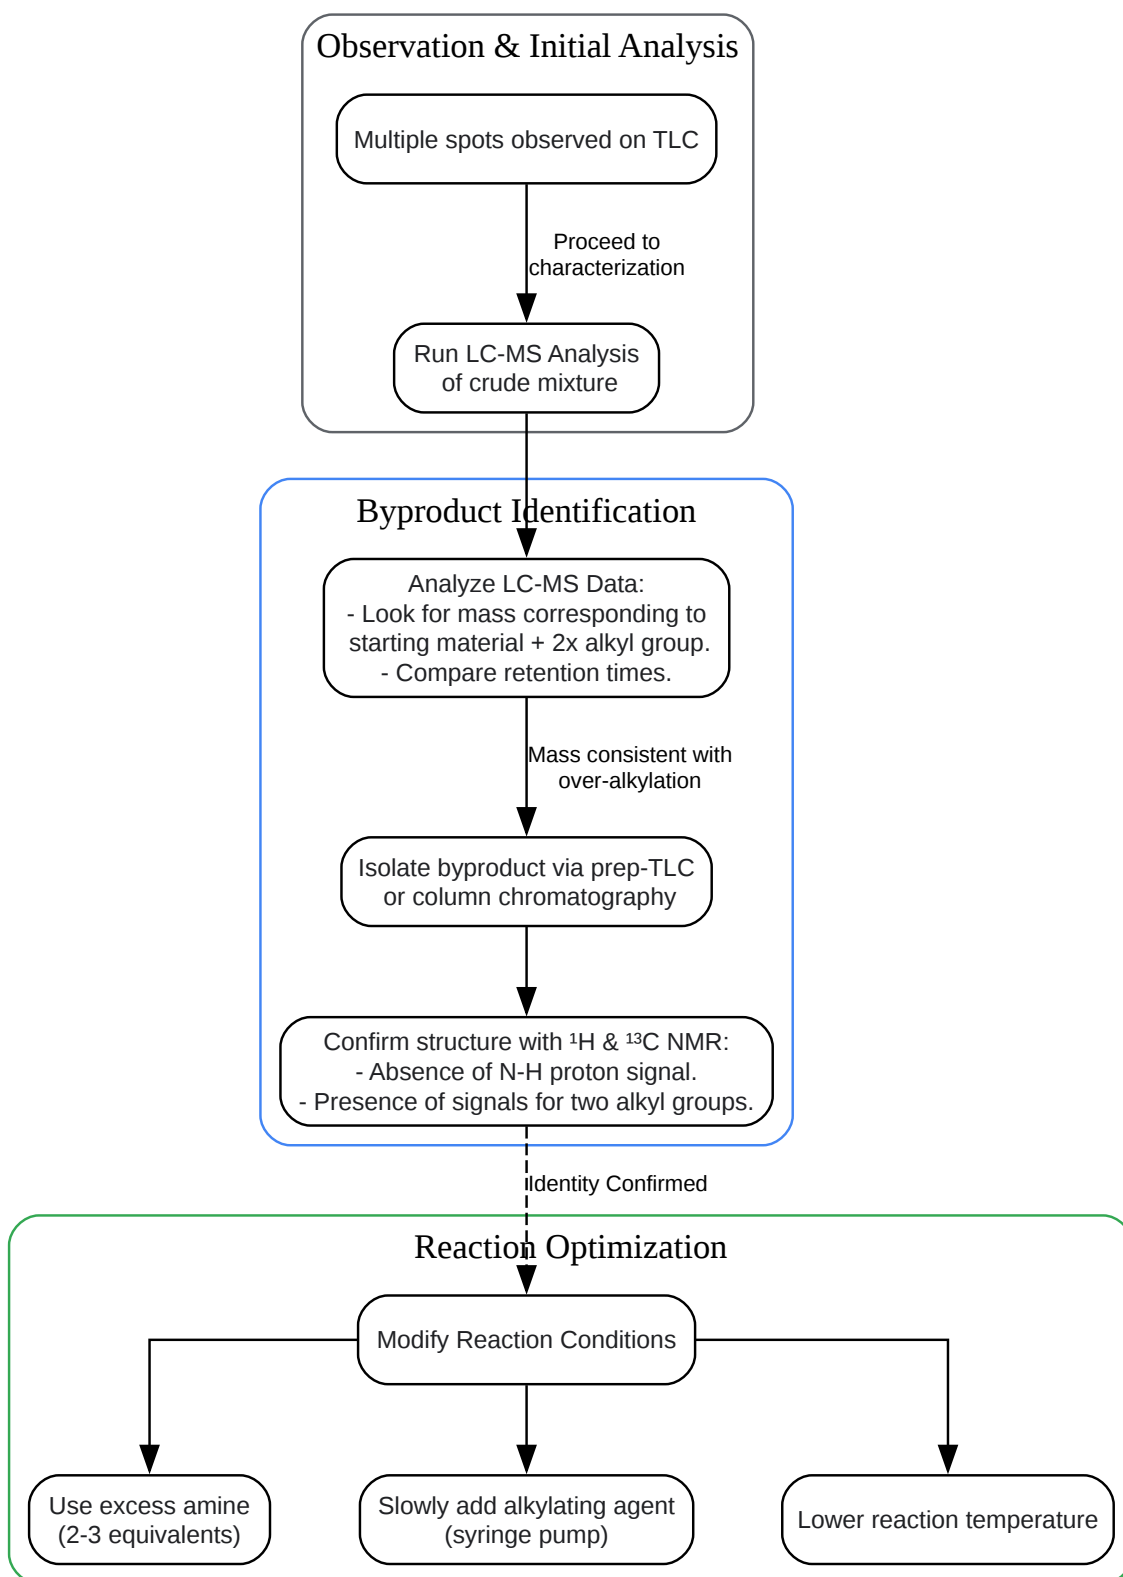 Observation & Initial Analysis
Multiple spots observed on TLC
Proceed to
characterization
Run LC-MS Analysis
of crude mixture
Byproduct Identification
Analyze LC-MS Data:
- Look for mass corresponding to
starting material + 2x alkyl group.
- Compare retention times.
Mass consistent with
over-alkylation
Isolate byproduct via prep-TLC
or column chromatography
Confirm structure with ¹H & ¹³C NMR:
- Absence of N-H proton signal.
- Presence of signals for two alkyl groups.
Identity Confirmed
Reaction Optimization
Modify Reaction Conditions
Use excess amine
(2-3 equivalents)
Slowly add alkylating agent
(syringe pump)
Lower reaction temperature